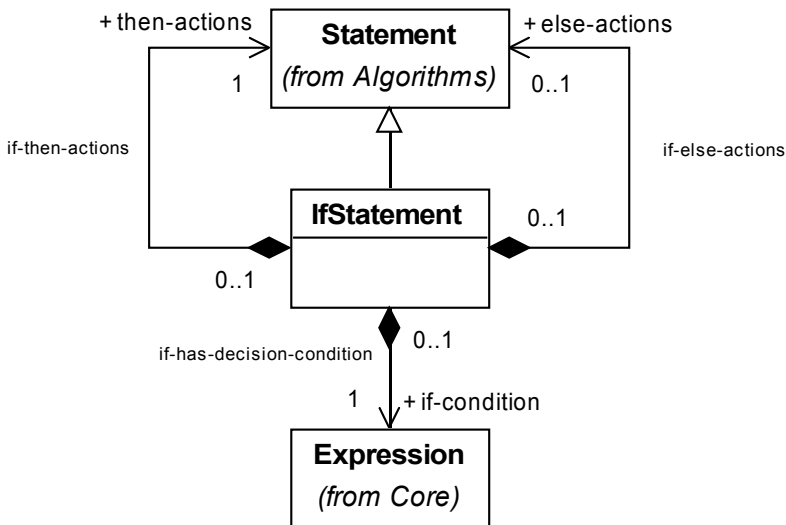 + then-actions
Statement
+ else-actions
(from Algorithms)
1
0..1
if-then-actions
if-else-actions
IfStatement
0..1
0..1
0..1
if-has-decision-condition
1
+ if-condition
Expression
(from Core)